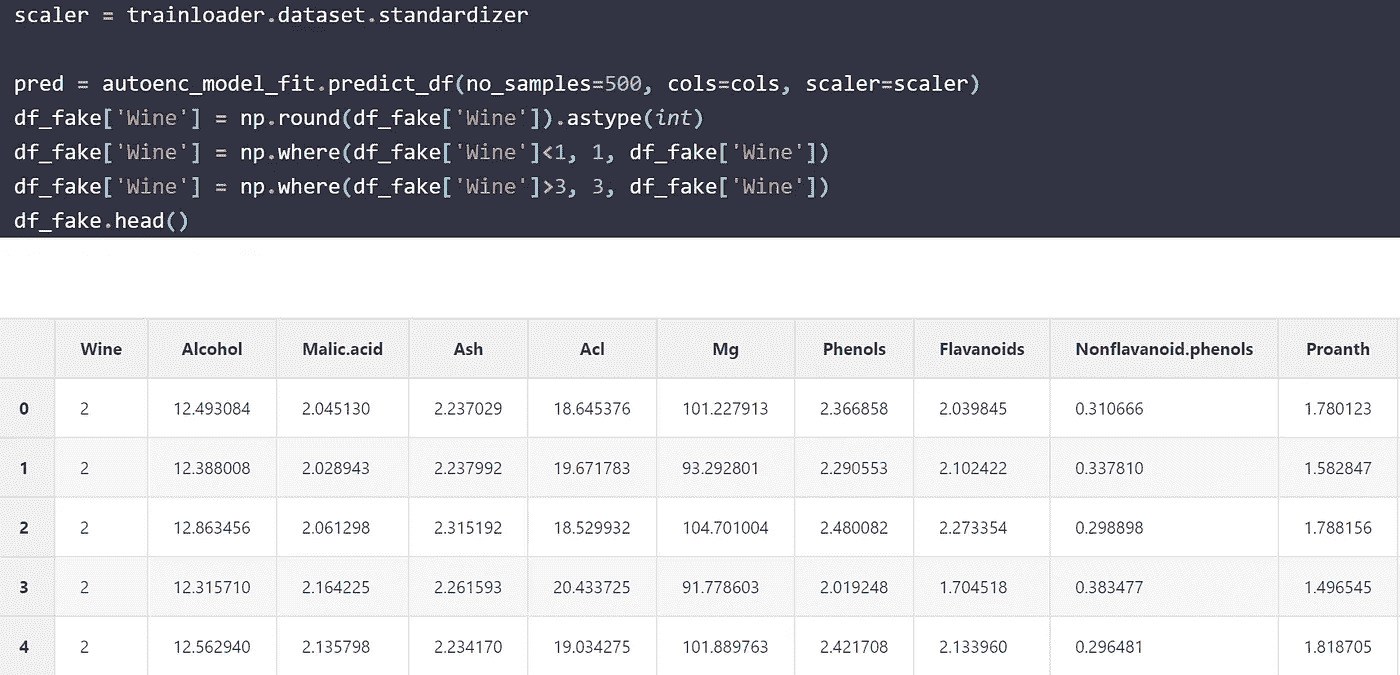 scaler = trainloader.dataset.standardizer
pred = autoenc_model_fit.predict_df(no_samples=500, cols=cols, scaler=scaler)
df_fake['Wine'] = np.round(df_fake['Wine']).astype(int)
df_fake['Wine'] = np.where(df_fake['Wine']<1, 1, df_fake['Wine'])
df_fake['Wine'] = np.where(df_fake['Wine']>3, 3, df_fake['Wine'])
df_fake.head()
Wine Alcohol Malic.acid Ash Acl Mg Phenols Flavanoids Nonflavanoid.phenols Proanth
0 2 12.493084 2.045130 2.237029 18.645376 101.227913 2.366858 2.039845 0.310666 1.780123
1 2 12.388008 2.028943 2.237992 19.671783 93.292801 2.290553 2.102422 0.337810 1.582847
2 2 12.863456 2.061298 2.315192 18.529932 104.701004 2.480082 2.273354 0.298898 1.788156
3 2 12.315710 2.164225 2.261593 20.433725 91.778603 2.019248 1.704518 0.383477 1.496545
4 2 12.562940 2.135798 2.234170 19.034275 101.889763 2.421708 2.133960 0.296481 1.818705